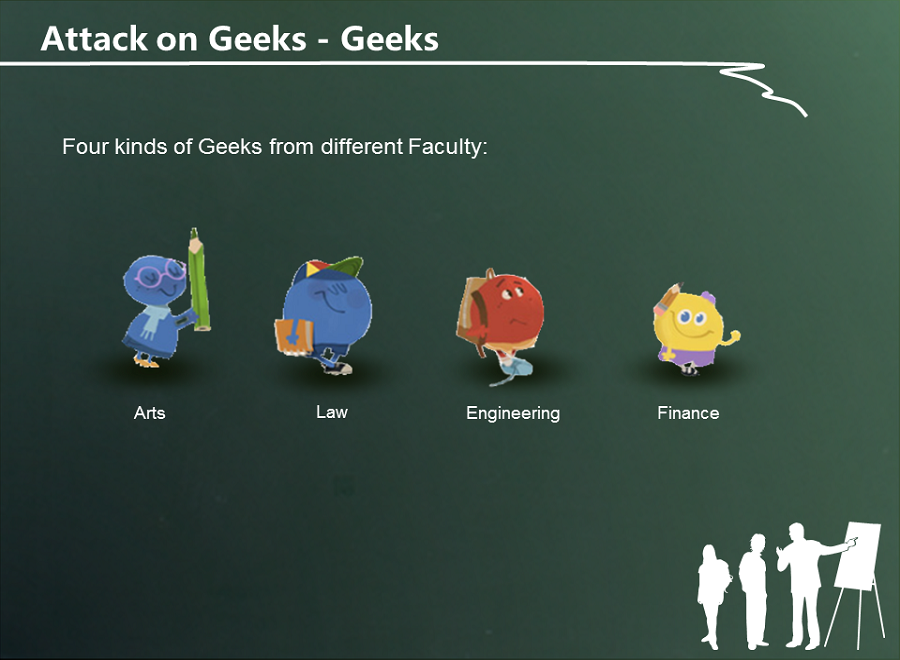 Attack on Geeks - Geeks
Four kinds of Geeks from different Faculty:
Arts
Law
Engineering
Finance